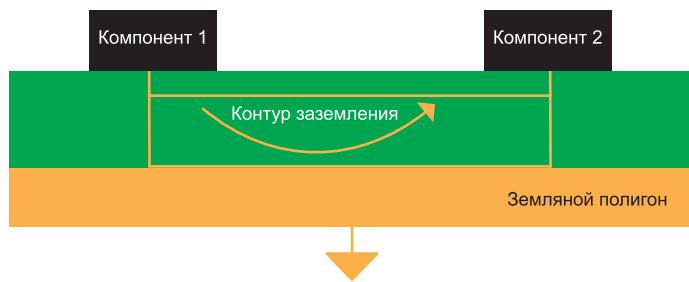 Компонент 1
Компонент 2
Контур заземления
Земляной полигон